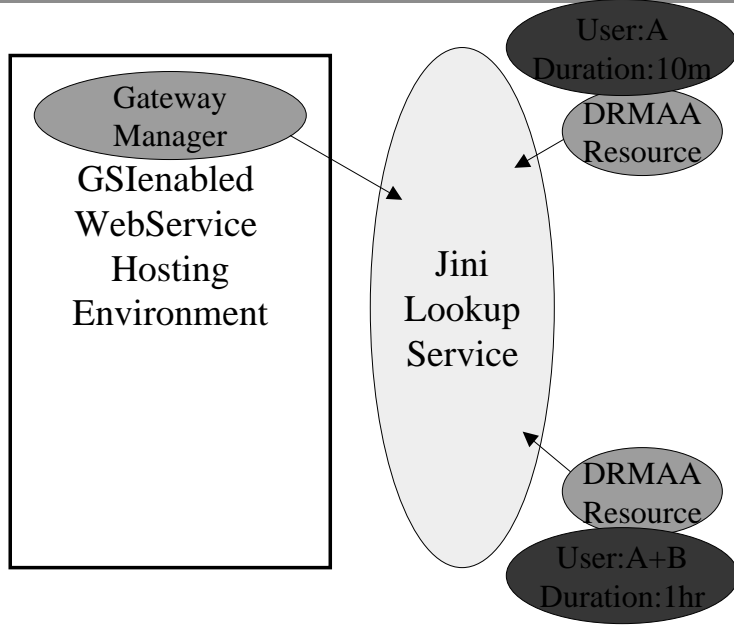 Gateway
Manager
GSIenabled
WebService
Hosting
Environment
Jini
Lookup
Service
User:A
Duration:10m
DRMAA
Resource
DRMAA
Resource
User:A+B
Duration:1hr